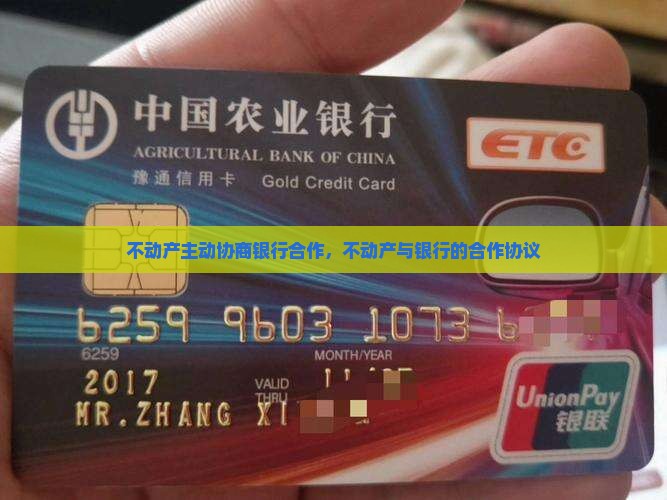 中国农业银行
AGRICULTURAL BANK OF CHINA
豫通信用卡 Gold Credit Card
ETC
不动产主动协商银行合作，不动产与银行的合作协议
6259 9603 1073 6
6259
MONTH/YEAR
2017 VALID THRU
MR.ZHANG XI
UnionPay
银联